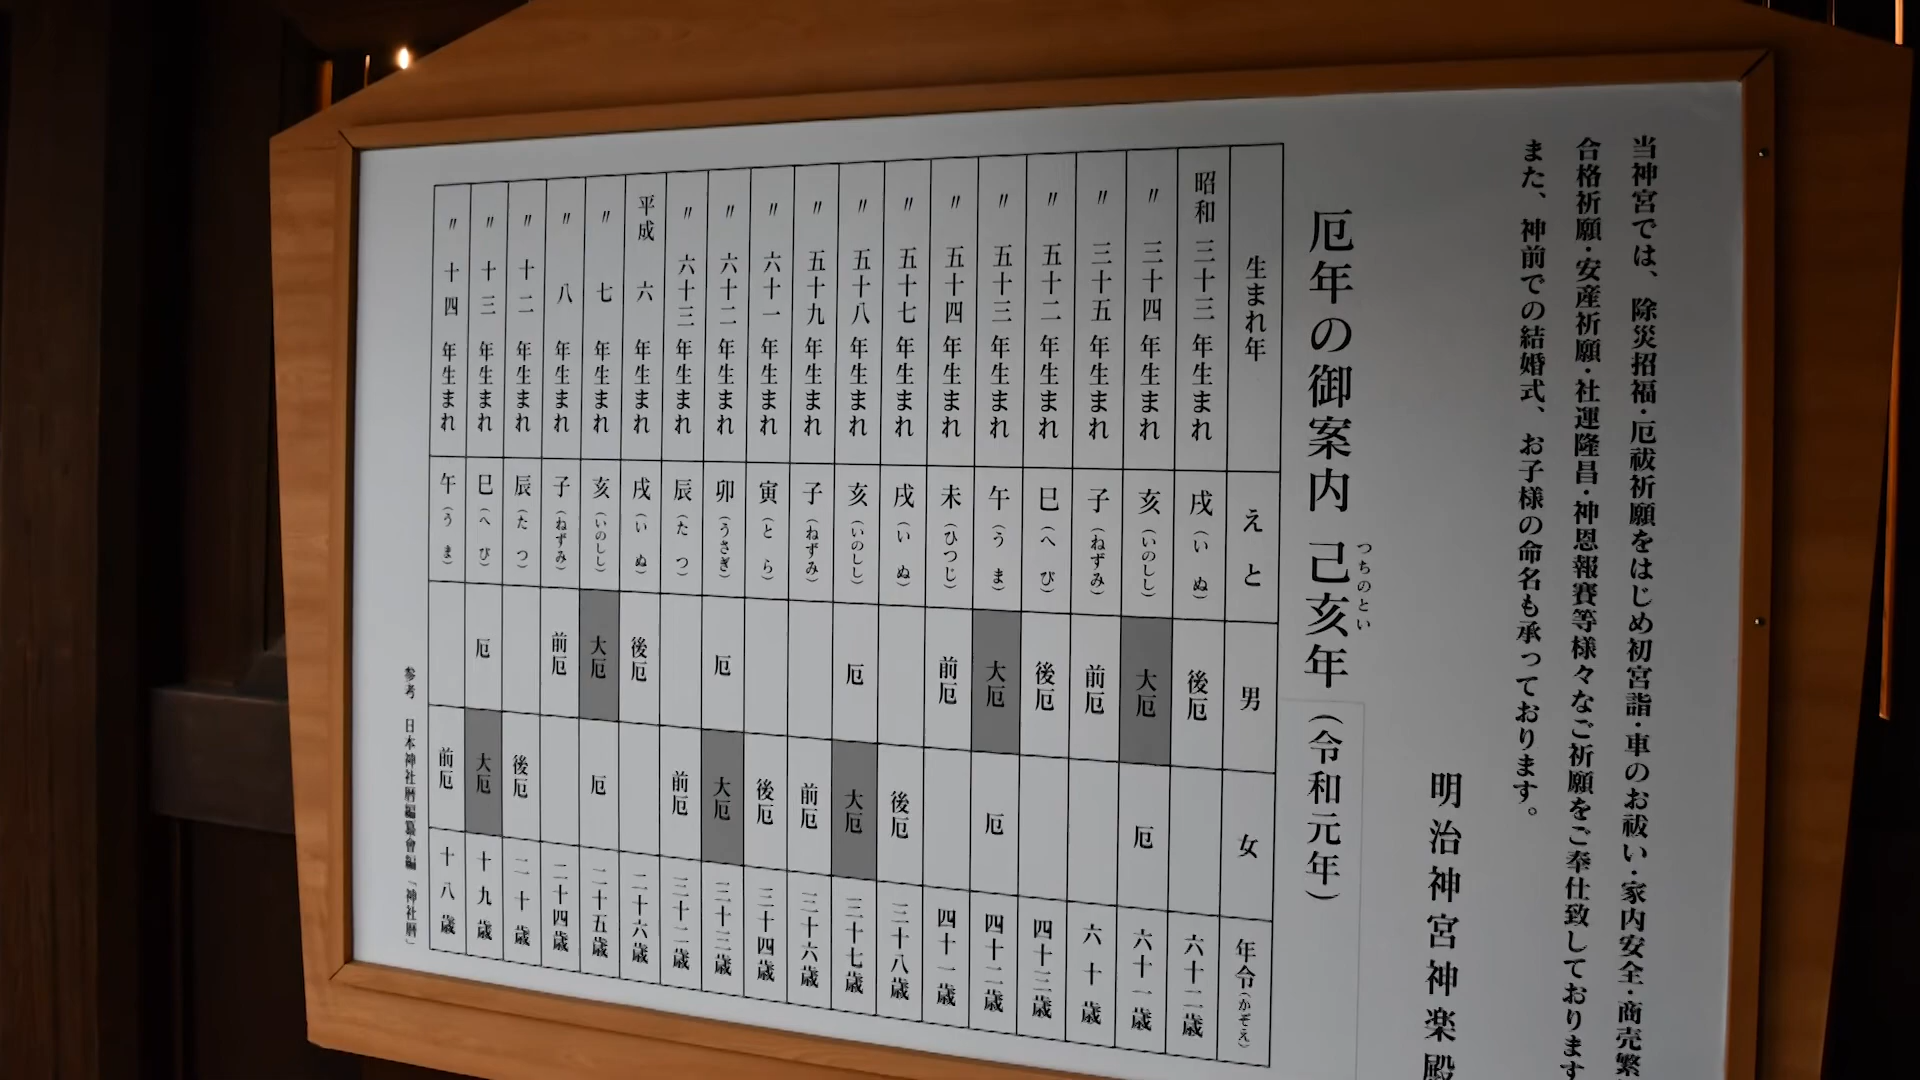 当神宮では、除災招福・厄祓祈願をはじめ初宮詣・車のお祓い・家内安全・商売繁
合格祈願・安産祈願・社運隆昌・神恩報賽等様々なご祈願をご奉仕致しております
また、神前での結婚式、お子様の命名も承っております。
明治神宮神楽殿
厄年の御案内 己亥年(令和元年)
つちのとい
生まれ年 えと 男 女 年令(かぞえ)
昭和 三十三 年生まれ 戌(いぬ) 後厄 六十二歳
〃 三十四 年生まれ 亥(いのしし) 大厄 厄 六十一歳
〃 三十五 年生まれ 子(ねずみ) 前厄 六十歳
〃 五十二 年生まれ 巳(へび) 後厄 四十三歳
〃 五十三 年生まれ 午(うま) 大厄 厄 四十二歳
〃 五十四 年生まれ 未(ひつじ) 前厄 四十一歳
〃 五十七 年生まれ 戌(いぬ) 後厄 三十八歳
〃 五十八 年生まれ 亥(いのしし) 厄 大厄 三十七歳
〃 五十九 年生まれ 子(ねずみ) 前厄 三十六歳
〃 六十一 年生まれ 寅(とら) 後厄 三十四歳
〃 六十二 年生まれ 卯(うさぎ) 厄 大厄 三十三歳
〃 六十三 年生まれ 辰(たつ) 前厄 三十二歳
平成 六 年生まれ 戌(いぬ) 後厄 二十六歳
〃 七 年生まれ 亥(いのしし) 大厄 厄 二十五歳
〃 八 年生まれ 子(ねずみ) 前厄 二十四歳
〃 十二 年生まれ 辰(たつ) 後厄 二十歳
〃 十三 年生まれ 巳(へび) 厄 大厄 十九歳
〃 十四 年生まれ 午(うま) 前厄 十八歳
参考 日本神社暦編纂會編「神社暦」